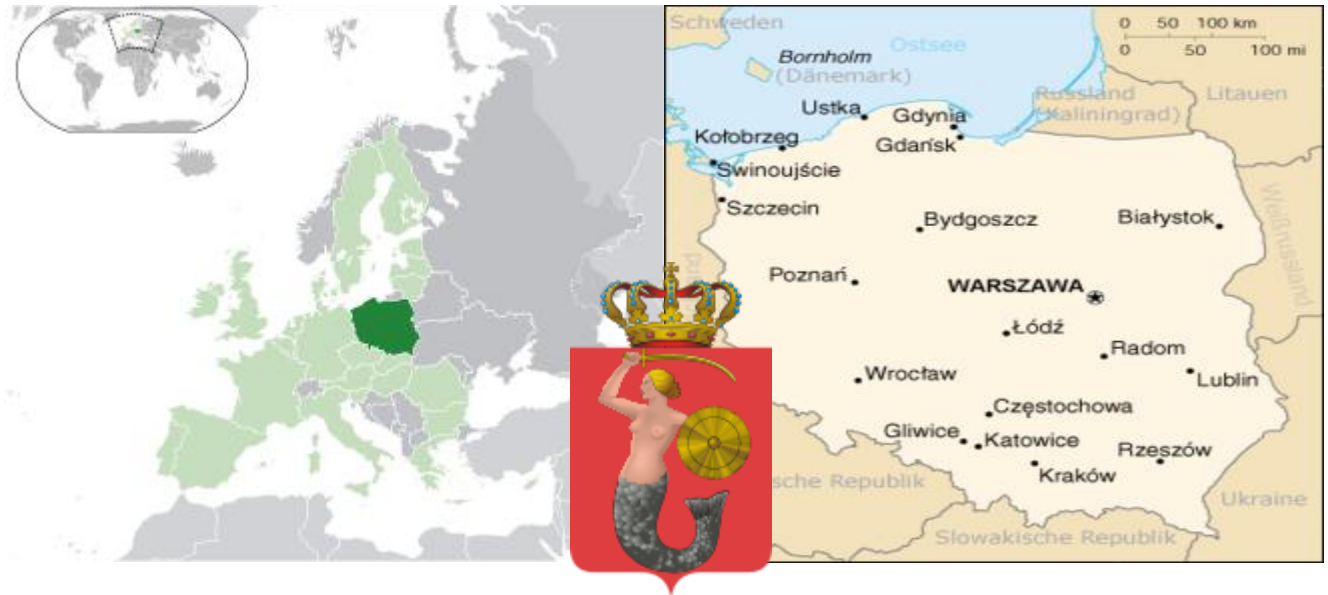 Schweden
0 50 100 km
0 50 100 mi
Ostsee
Bornholm
(Dänemark)
Russland
(Kaliningrad)
Litauen
Ustka
Gdynia
Gdańsk
Kołobrzeg
Swinoujście
Szczecin
Bydgoszcz
Białystok
Weißrussland
Poznań
WARSZAWA
Łódź
Radom
Wrocław
Lublin
Częstochowa
Gliwice
Katowice
Rzeszów
Kraków
sche Republik
Ukraine
Slowakische Republik